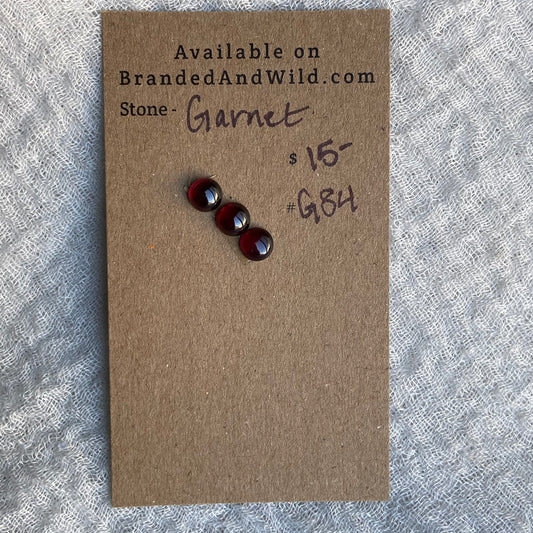 Available on
BrandedAndWild.com
Stone - Garnet
$ 15-
#G84